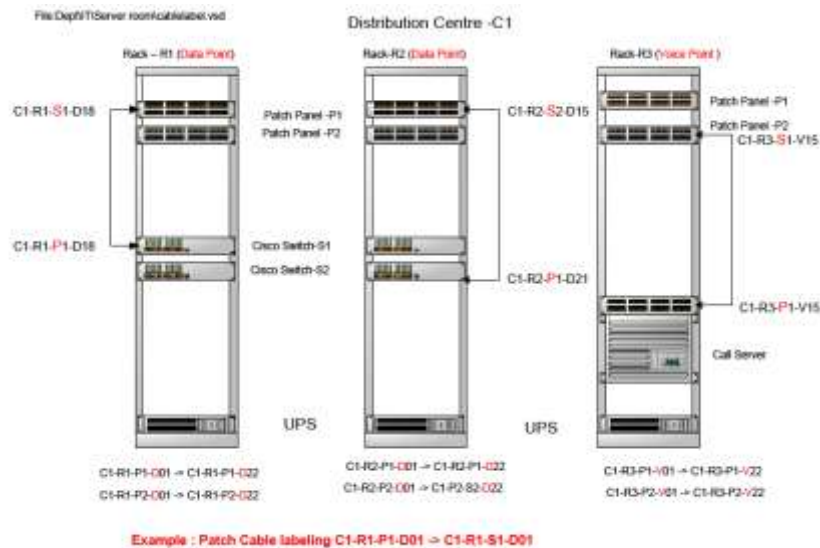 File:Dept\IT\Server room\cablelabel.vsd
Distribution Centre -C1
Rack – R1 (Data Point)
Rack-R2 (Data Point)
Rack-R3 (Voice Point )
C1-R1-S1-D18
Patch Panel -P1
Patch Panel -P2
C1-R2-S2-D15
Patch Panel -P1
Patch Panel -P2
C1-R3-S1-V15
C1-R1-P1-D18
Cisco Switch-S1
Cisco Switch-S2
C1-R2-P1-D21
C1-R3-P1-V15
Call Server
UPS
UPS
C1-R1-P1-D01 -> C1-R1-P1-D22
C1-R1-P2-D01 -> C1-R1-P2-D22
C1-R2-P1-D01 -> C1-R2-P1-D22
C1-R2-P2-D01 -> C1-P2-S2-D22
C1-R3-P1-V01 -> C1-R3-P1-V22
C1-R3-P2-V01 -> C1-R3-P2-V22
Example : Patch Cable labeling C1-R1-P1-D01 -> C1-R1-S1-D01